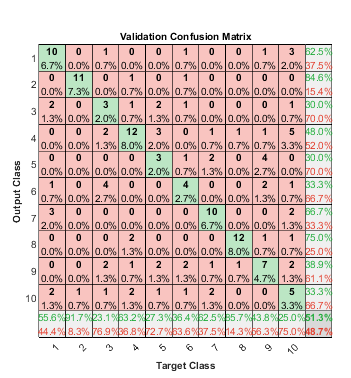 Validation Confusion Matrix
1 10 0 1 0 0 1 0 0 1 3 62.5%
6.7% 0.0% 0.7% 0.0% 0.0% 0.7% 0.0% 0.0% 0.7% 2.0% 37.5%
2 0 11 0 1 0 1 0 0 0 0 84.6%
0.0% 7.3% 0.0% 0.7% 0.0% 0.7% 0.0% 0.0% 0.0% 0.0% 15.4%
3 2 0 3 1 2 1 0 0 0 1 30.0%
1.3% 0.0% 2.0% 0.7% 1.3% 0.7% 0.0% 0.0% 0.0% 0.7% 70.0%
4 0 0 2 12 3 0 1 1 1 5 48.0%
0.0% 0.0% 1.3% 8.0% 2.0% 0.0% 0.7% 0.7% 0.7% 3.3% 52.0%
5 0 0 0 0 3 1 2 0 4 0 30.0%
0.0% 0.0% 0.0% 0.0% 2.0% 0.7% 1.3% 0.0% 2.7% 0.0% 70.0%
6 1 0 4 0 0 4 0 0 2 1 33.3%
0.7% 0.0% 2.7% 0.0% 0.0% 2.7% 0.0% 0.0% 1.3% 0.7% 66.7%
7 3 0 0 0 0 0 10 0 0 2 66.7%
2.0% 0.0% 0.0% 0.0% 0.0% 0.0% 6.7% 0.0% 0.0% 1.3% 33.3%
8 0 0 0 2 0 0 0 12 1 1 75.0%
0.0% 0.0% 0.0% 1.3% 0.0% 0.0% 0.0% 8.0% 0.7% 0.7% 25.0%
9 0 0 2 1 2 2 1 1 7 2 38.9%
0.0% 0.0% 1.3% 0.7% 1.3% 1.3% 0.7% 0.7% 4.7% 1.3% 61.1%
10 2 1 1 2 1 1 2 0 0 5 33.3%
1.3% 0.7% 0.7% 1.3% 0.7% 0.7% 1.3% 0.0% 0.0% 3.3% 66.7%
55.6% 91.7% 23.1% 63.2% 27.3% 36.4% 62.5% 85.7% 43.8% 25.0% 51.3%
44.4% 8.3% 76.9% 36.8% 72.7% 63.6% 37.5% 14.3% 56.3% 75.0% 48.7%
1 2 3 4 5 6 7 8 9 10
Target Class
Output Class